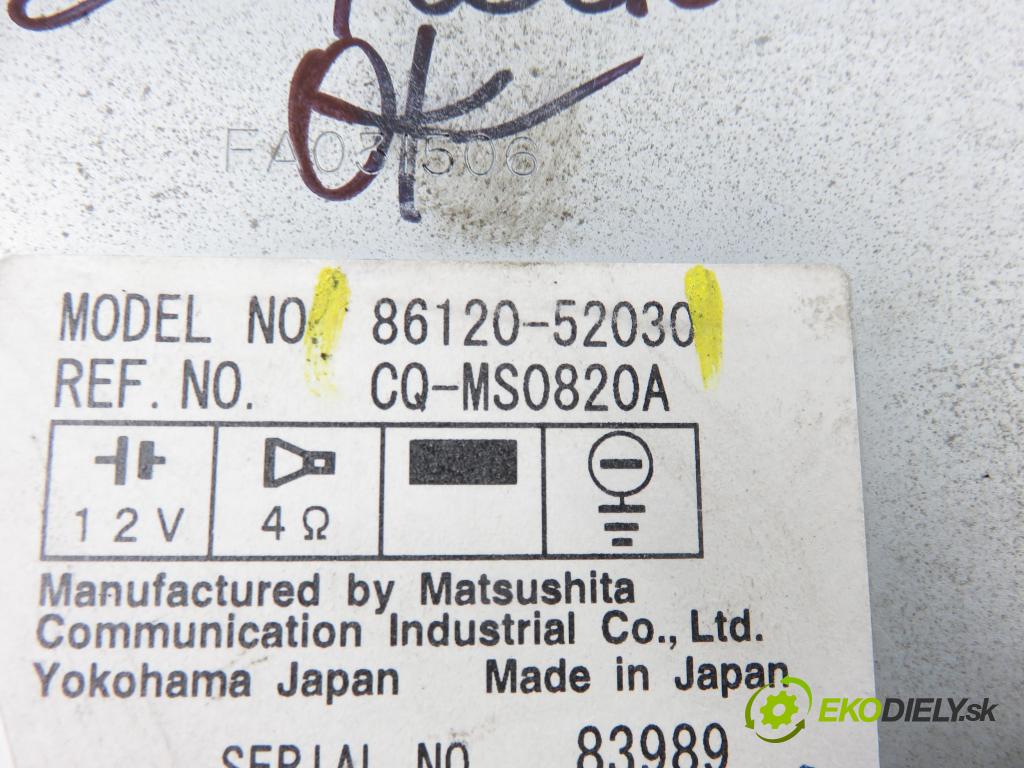 OK
FA031506
MODEL NO. 86120-52030
REF. NO. CQ-MS0820A
12V 4Ω
Manufactured by Matsushita
Communication Industrial Co., Ltd.
Yokohama Japan Made in Japan
SERIAL NO. 83989
EKODIELY.sk